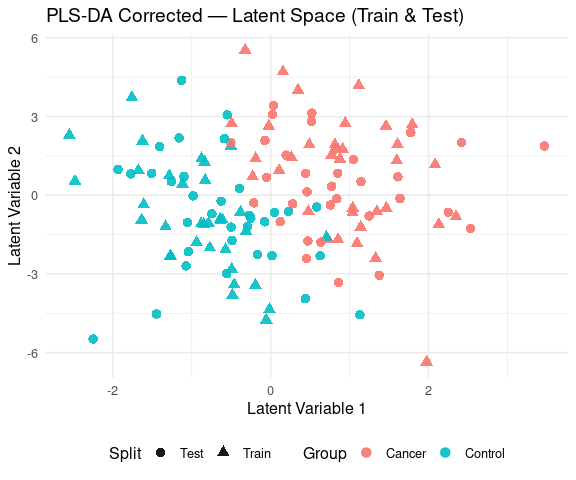 PLS-DA Corrected — Latent Space (Train & Test)
6
3
0
-3
-6
Latent Variable 2
-2
0
2
Latent Variable 1
Split
Test
Train
Group
Cancer
Control